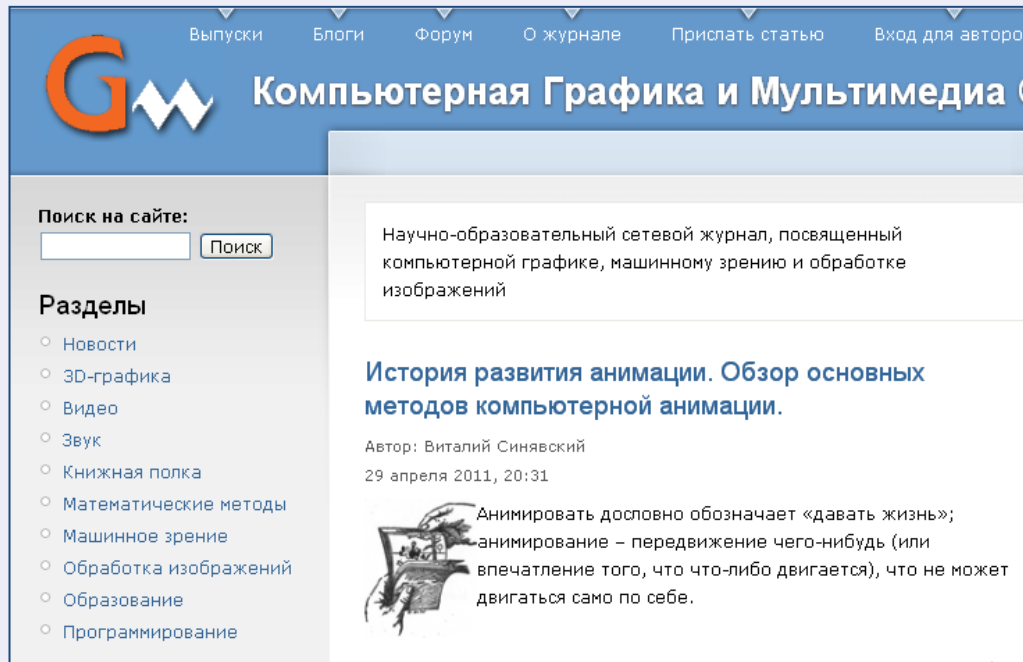 Выпуски Блоги Форум О журнале Прислать статью Вход для авторо
Gm
Компьютерная Графика и Мультимедиа
Поиск на сайте:
Поиск
Разделы
Новости
3D-графика
Видео
Звук
Книжная полка
Математические методы
Машинное зрение
Обработка изображений
Образование
Программирование
Научно-образовательный сетевой журнал, посвященный
компьютерной графике, машинному зрению и обработке
изображений
История развития анимации. Обзор основных
методов компьютерной анимации.
Автор: Виталий Синявский
29 апреля 2011, 20:31
Анимировать дословно обозначает «давать жизнь»;
анимирование – передвижение чего-нибудь (или
впечатление того, что что-либо двигается), что не может
двигаться само по себе.